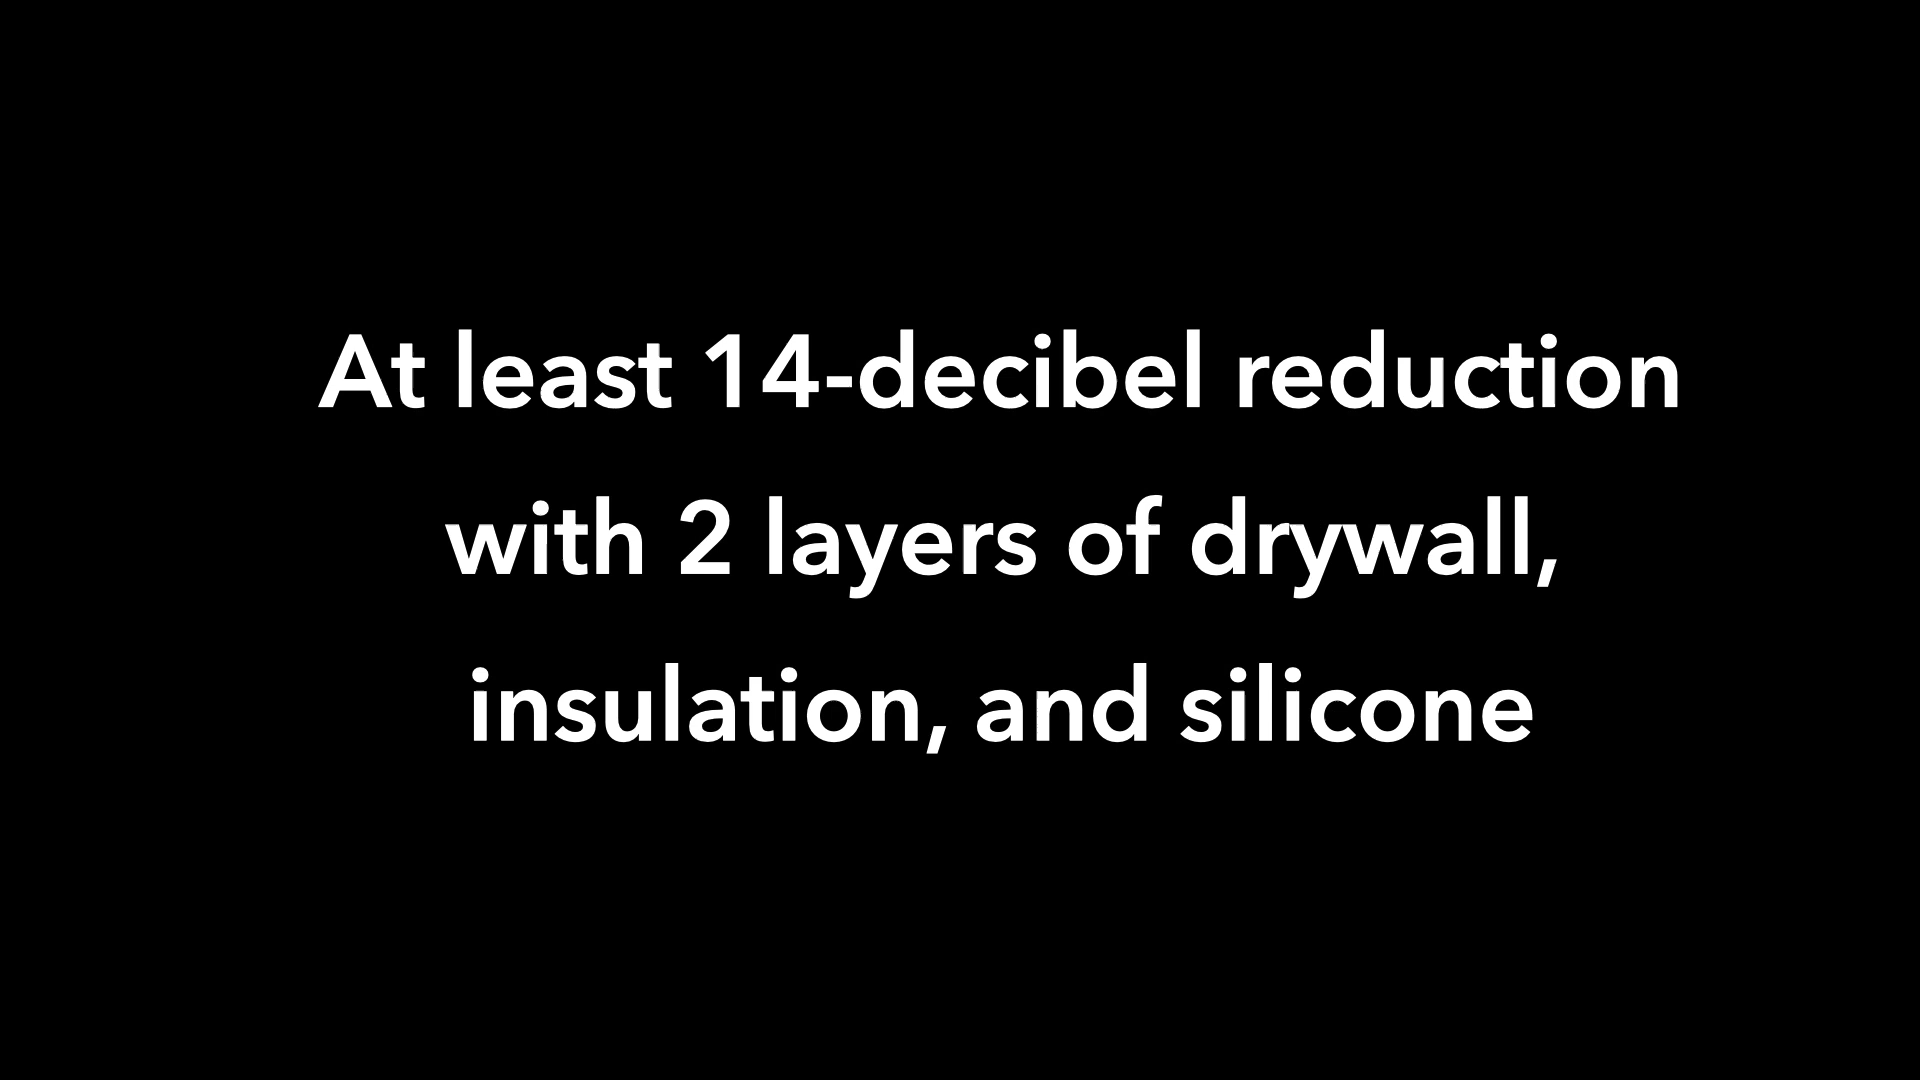 At least 14-decibel reduction
with 2 layers of drywall,
insulation, and silicone